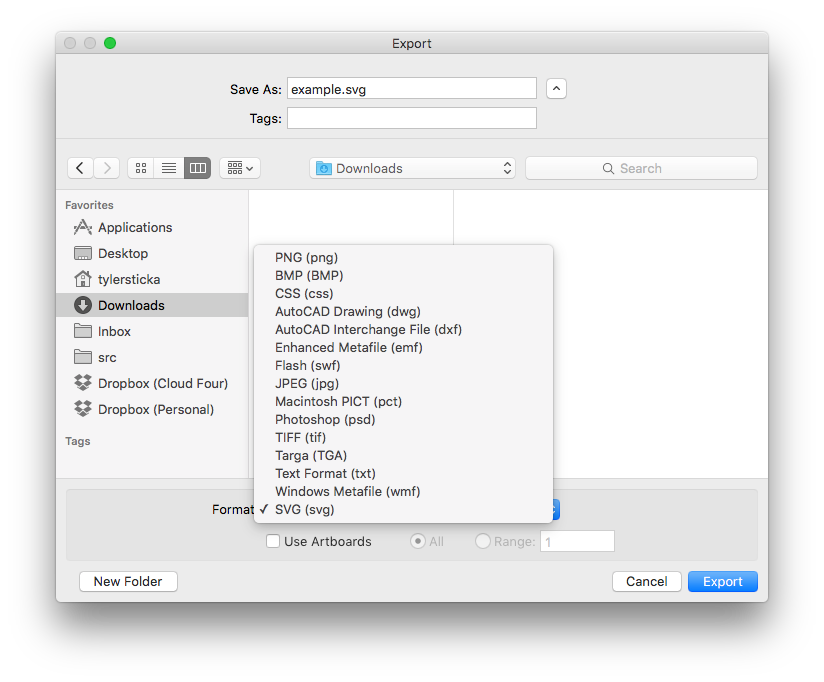 Export
Save As: example.svg
Tags:
Downloads Search
Favorites
Applications
Desktop
tylersticka
Downloads
Inbox
src
Dropbox (Cloud Four)
Dropbox (Personal)
Tags
PNG (png)
BMP (BMP)
CSS (css)
AutoCAD Drawing (dwg)
AutoCAD Interchange File (dxf)
Enhanced Metafile (emf)
Flash (swf)
JPEG (jpg)
Macintosh PICT (pct)
Photoshop (psd)
TIFF (tif)
Targa (TGA)
Text Format (txt)
Windows Metafile (wmf)
Format ✓ SVG (svg)
Use Artboards All Range: 1
New Folder Cancel Export